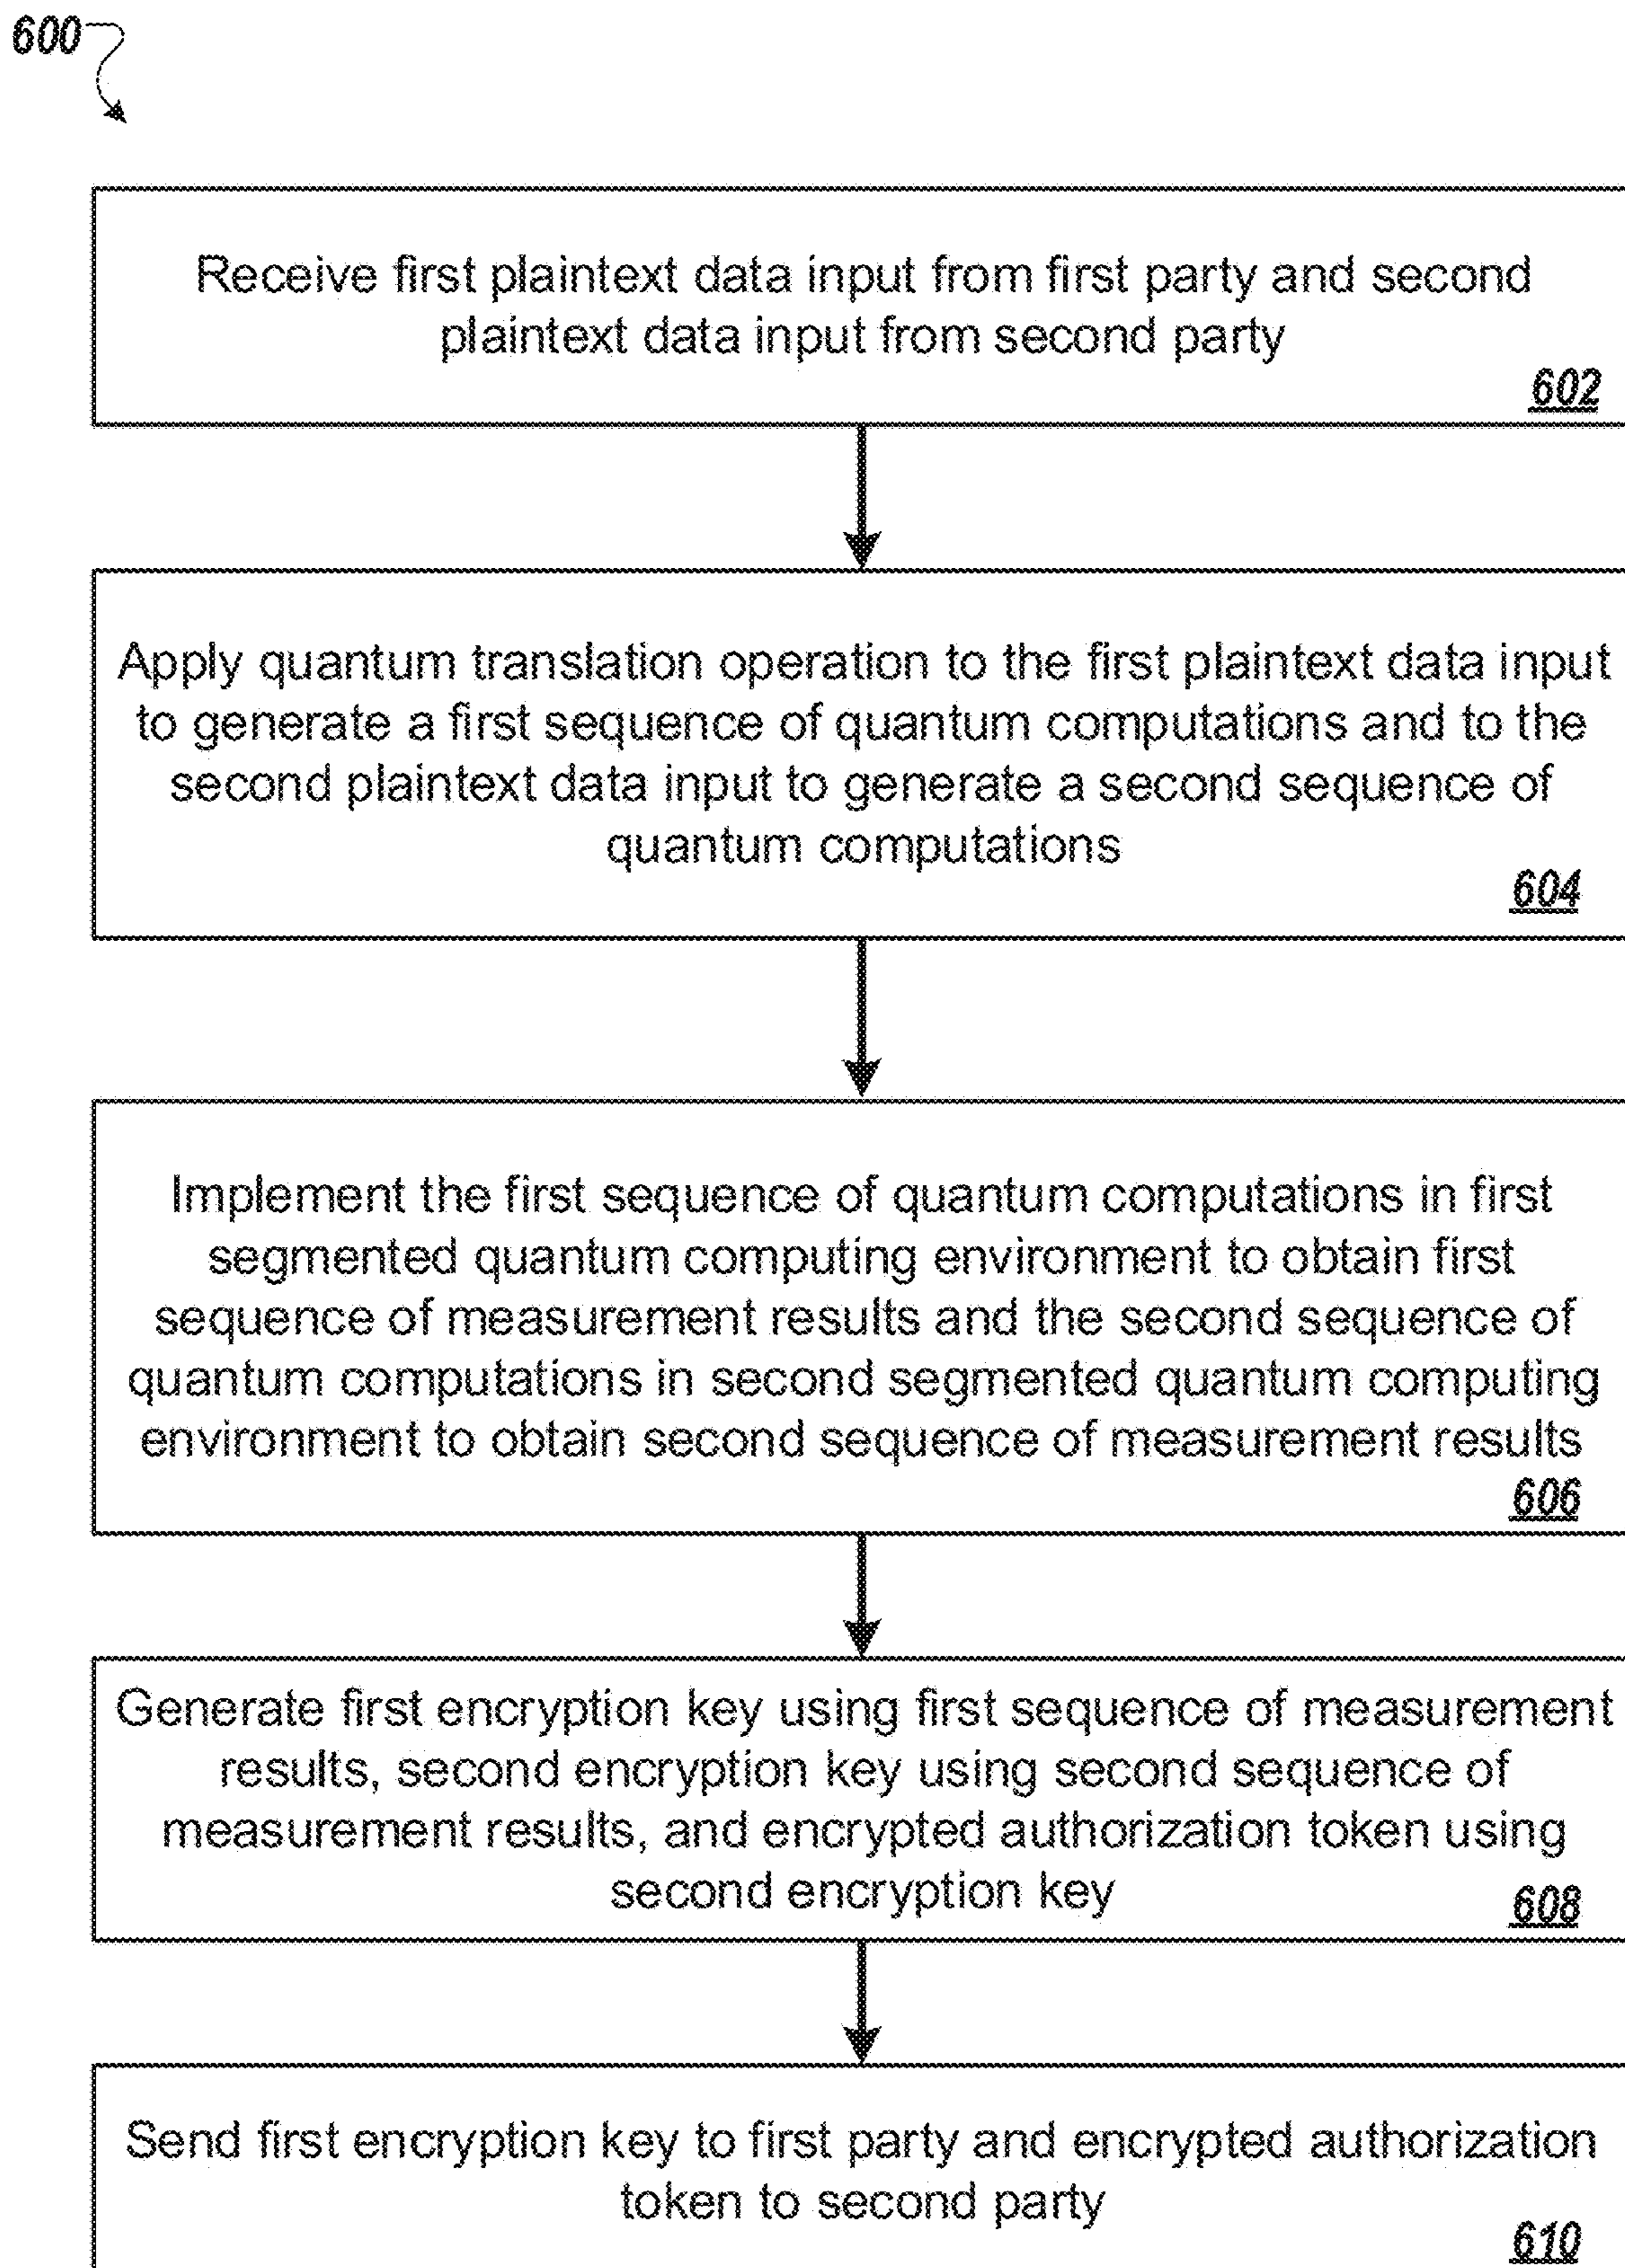 600
Receive first plaintext data input from first party and second
plaintext data input from second party
602
Apply quantum translation operation to the first plaintext data input
to generate a first sequence of quantum computations and to the
second plaintext data input to generate a second sequence of
quantum computations
604
Implement the first sequence of quantum computations in first
segmented quantum computing environment to obtain first
sequence of measurement results and the second sequence of
quantum computations in second segmented quantum computing
environment to obtain second sequence of measurement results
606
Generate first encryption key using first sequence of measurement
results, second encryption key using second sequence of
measurement results, and encrypted authorization token using
second encryption key
608
Send first encryption key to first party and encrypted authorization
token to second party
610